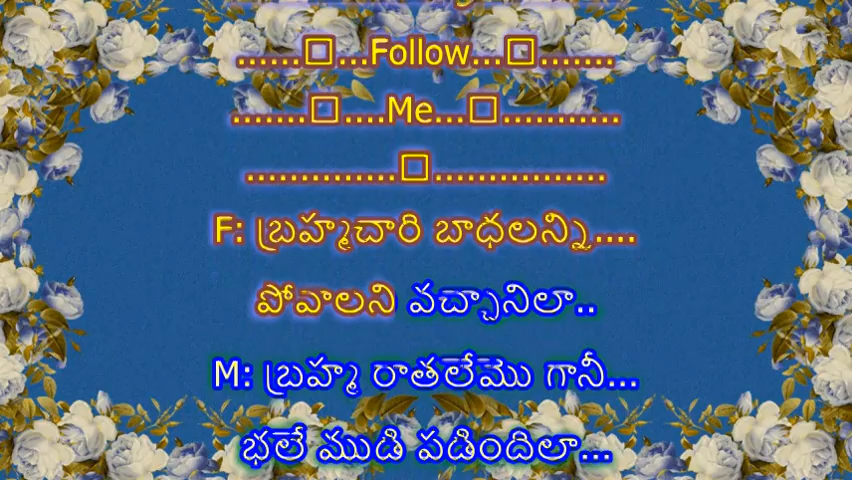 ......□...Follow...□.......
.......□....Me...□...........
..............□................
F: బ్రహ్మచారి బాధలన్ని....
పోవాలని వచ్చానిలా..
M: బ్రహ్మ రాతలేమొ గానీ...
భలే ముడి పడిందిలా...